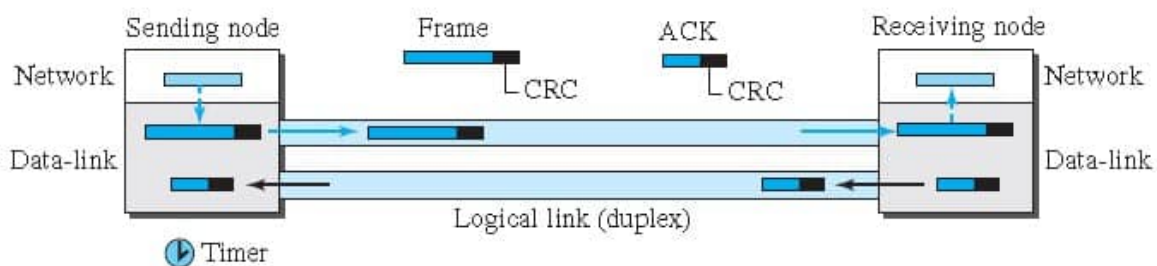 Sending node
Frame
ACK
Receiving node
Network
CRC
CRC
Network
Data-link
Data-link
Logical link (duplex)
Timer